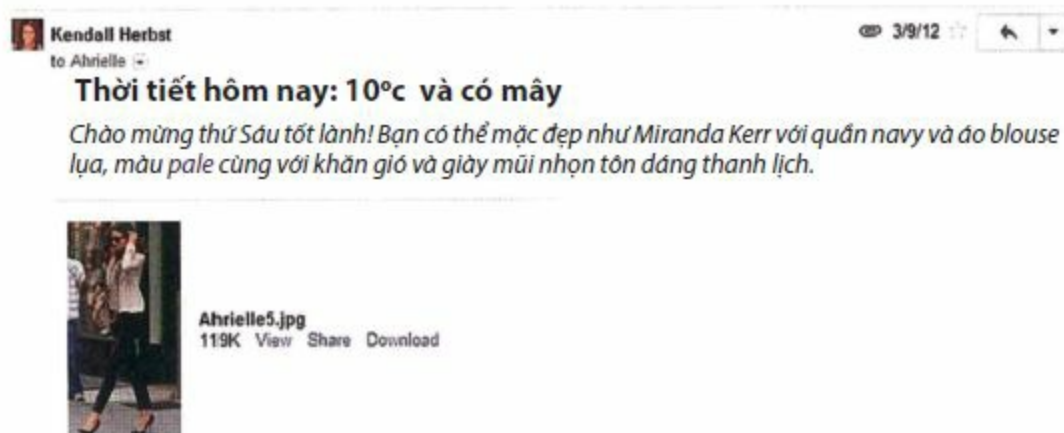 Kendall Herbst
3/9/12
to Ahrielle
Thời tiết hôm nay: 10ºc và có mây
Chào mừng thứ Sáu tốt lành! Bạn có thể mặc đẹp như Miranda Kerr với quần navy và áo blouse
lụa, màu pale cùng với khăn gió và giày mũi nhọn tôn dáng thanh lịch.
Ahrielle5.jpg
119K View Share Download